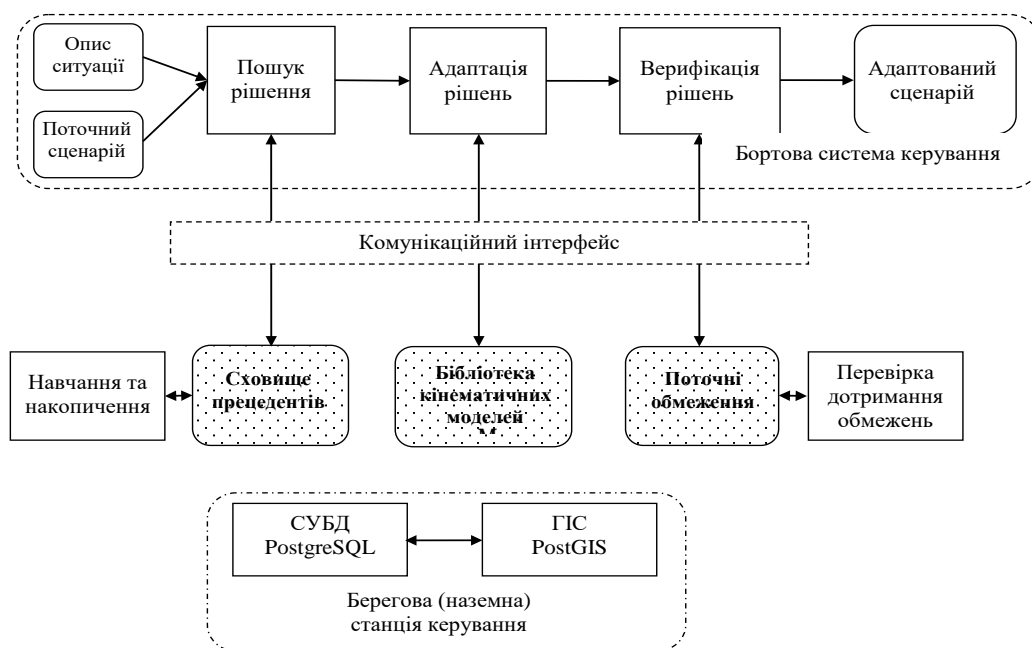 Опис
ситуації
Поточний
сценарій
Пошук
рішення
Адаптація
рішень
Верифікація
рішень
Адаптований
сценарій
Бортова система керування
Комунікаційний інтерфейс
Навчання та
накопичення
Сховище
прецедентів
Бібліотека
кінематичних
моделей
Поточні
обмеження
Перевірка
дотримання
обмежень
СУБД
PostgreSQL
ГІС
PostGIS
Берегова (наземна)
станція керування